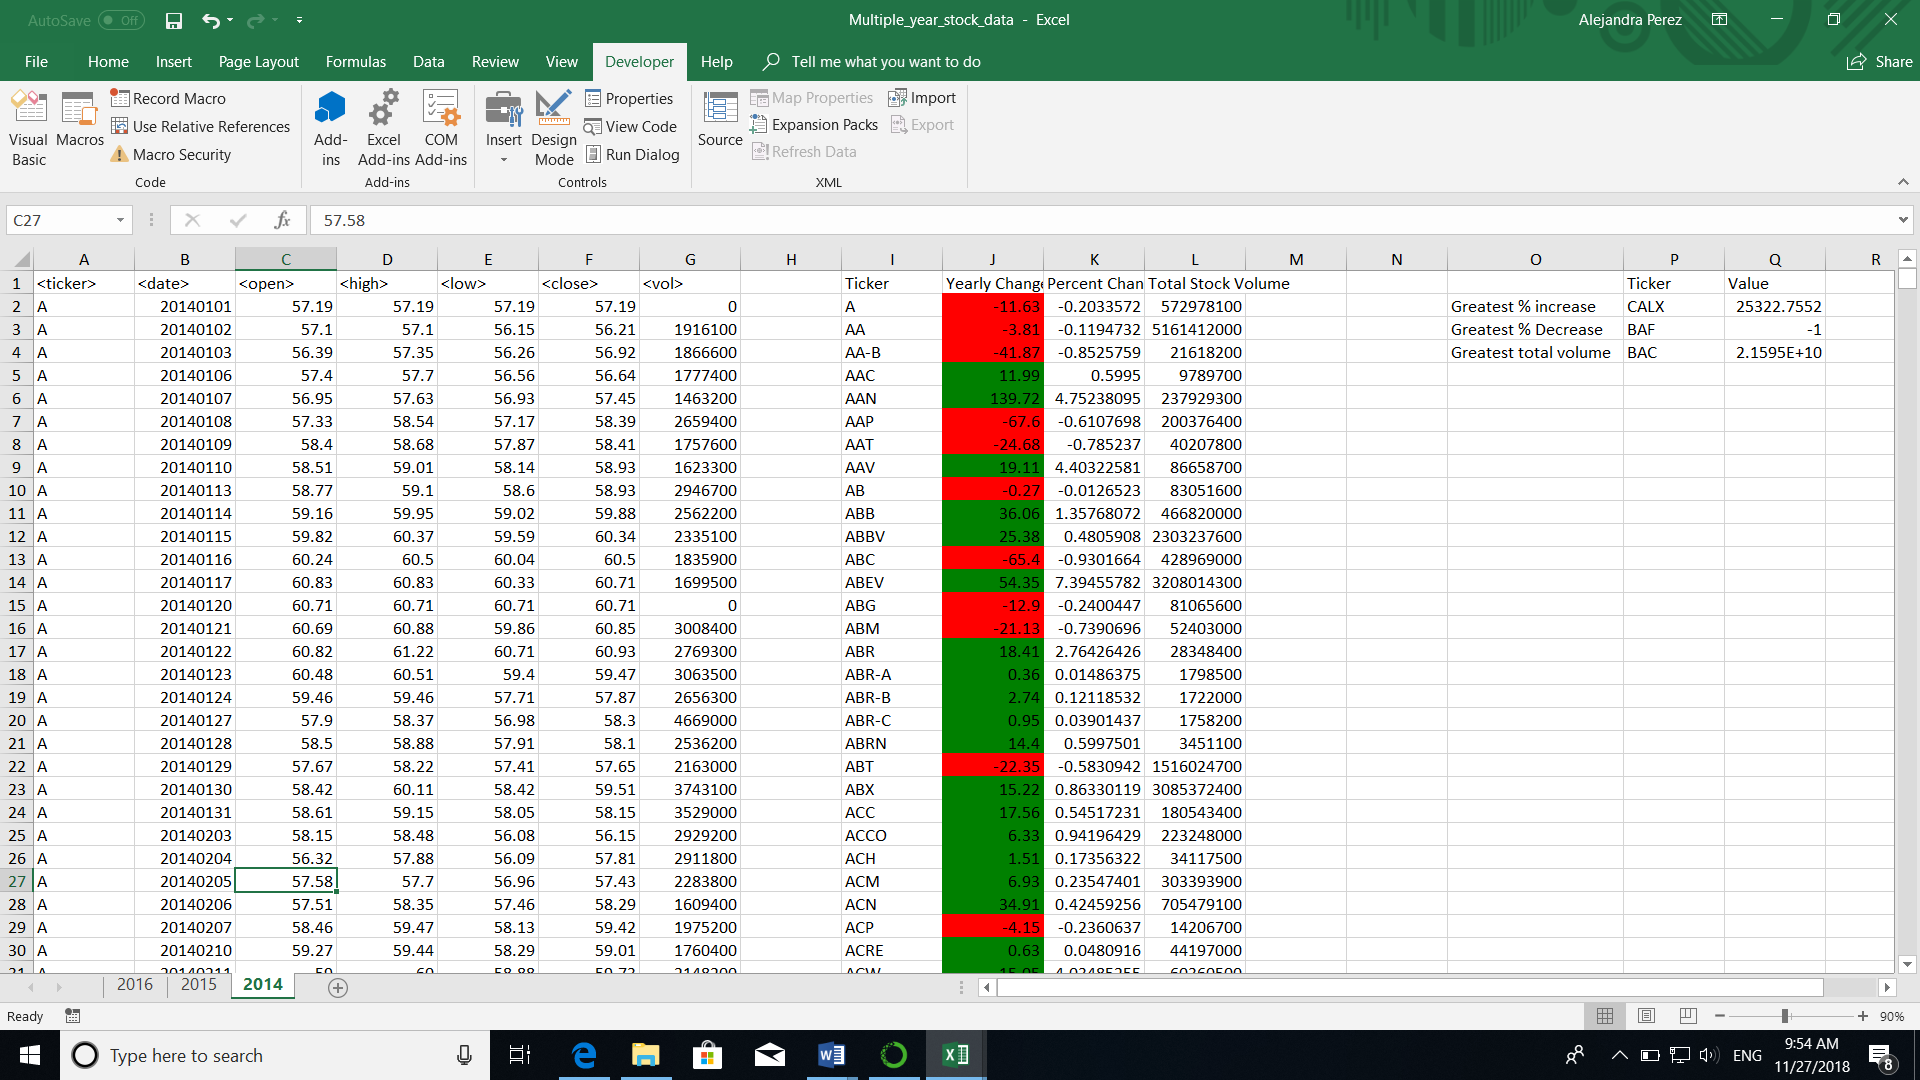 AutoSave Off Multiple_year_stock_data - Excel Alejandra Perez
File Home Insert Page Layout Formulas Data Review View Developer Help Tell me what you want to do Share
Visual Basic
Macros
Record Macro
Use Relative References
Macro Security
Code
Add-ins
Excel Add-ins
COM Add-ins
Add-ins
Insert
Design Mode
Properties
View Code
Run Dialog
Controls
Source
Map Properties
Expansion Packs
Refresh Data
Import
Export
XML
C27 fx 57.58
A B C D E F G H I J K L M N O P Q R
1 <ticker> <date> <open> <high> <low> <close> <vol> Ticker Yearly Change Percent Chan Total Stock Volume Ticker Value
2 A 20140101 57.19 57.19 57.19 57.19 0 A -11.63 -0.2033572 572978100 Greatest % increase CALX 25322.7552
3 A 20140102 57.1 57.1 56.15 56.21 1916100 AA -3.81 -0.1194732 5161412000 Greatest % Decrease BAF -1
4 A 20140103 56.39 57.35 56.26 56.92 1866600 AA-B -41.87 -0.8525759 21618200 Greatest total volume BAC 2.1595E+10
5 A 20140106 57.4 57.7 56.56 56.64 1777400 AAC 11.99 0.5995 9789700
6 A 20140107 56.95 57.63 56.93 57.45 1463200 AAN 139.72 4.75238095 237929300
7 A 20140108 57.33 58.54 57.17 58.39 2659400 AAP -67.6 -0.6107698 200376400
8 A 20140109 58.4 58.68 57.87 58.41 1757600 AAT -24.68 -0.785237 40207800
9 A 20140110 58.51 59.01 58.14 58.93 1623300 AAV 19.11 4.40322581 86658700
10 A 20140113 58.77 59.1 58.6 58.93 2946700 AB -0.27 -0.0126523 83051600
11 A 20140114 59.16 59.95 59.02 59.88 2562200 ABB 36.06 1.35768072 466820000
12 A 20140115 59.82 60.37 59.59 60.34 2335100 ABBV 25.38 0.4805908 2303237600
13 A 20140116 60.24 60.5 60.04 60.5 1835900 ABC -65.4 -0.9301664 428969000
14 A 20140117 60.83 60.83 60.33 60.71 1699500 ABEV 54.35 7.39455782 3208014300
15 A 20140120 60.71 60.71 60.71 60.71 0 ABG -12.9 -0.2400447 81065600
16 A 20140121 60.69 60.88 59.86 60.85 3008400 ABM -21.13 -0.7390696 52403000
17 A 20140122 60.82 61.22 60.71 60.93 2769300 ABR 18.41 2.76426426 28348400
18 A 20140123 60.48 60.51 59.4 59.47 3063500 ABR-A 0.36 0.01486375 1798500
19 A 20140124 59.46 59.46 57.71 57.87 2656300 ABR-B 2.74 0.12118532 1722000
20 A 20140127 57.9 58.37 56.98 58.3 4669000 ABR-C 0.95 0.03901437 1758200
21 A 20140128 58.5 58.88 57.91 58.1 2536200 ABRN 14.4 0.5997501 3451100
22 A 20140129 57.67 58.22 57.41 57.65 2163000 ABT -22.35 -0.5830942 1516024700
23 A 20140130 58.42 60.11 58.42 59.51 3743100 ABX 15.22 0.86330119 3085372400
24 A 20140131 58.61 59.15 58.05 58.15 3529000 ACC 17.56 0.54517231 180543400
25 A 20140203 58.15 58.48 56.08 56.15 2929200 ACCO 6.33 0.94196429 223248000
26 A 20140204 56.32 57.88 56.09 57.81 2911800 ACH 1.51 0.17356322 34117500
27 A 20140205 57.58 57.7 56.96 57.43 2283800 ACM 6.93 0.23547401 303393900
28 A 20140206 57.51 58.35 57.46 58.29 1609400 ACN 34.91 0.42459256 705479100
29 A 20140207 58.46 59.47 58.13 59.42 1975200 ACP -4.15 -0.2360637 14206700
30 A 20140210 59.27 59.44 58.29 59.01 1760400 ACRE 0.63 0.0480916 44197000
2016 2015 2014
Ready 90%
Type here to search ENG 9:54 AM
11/27/2018 8